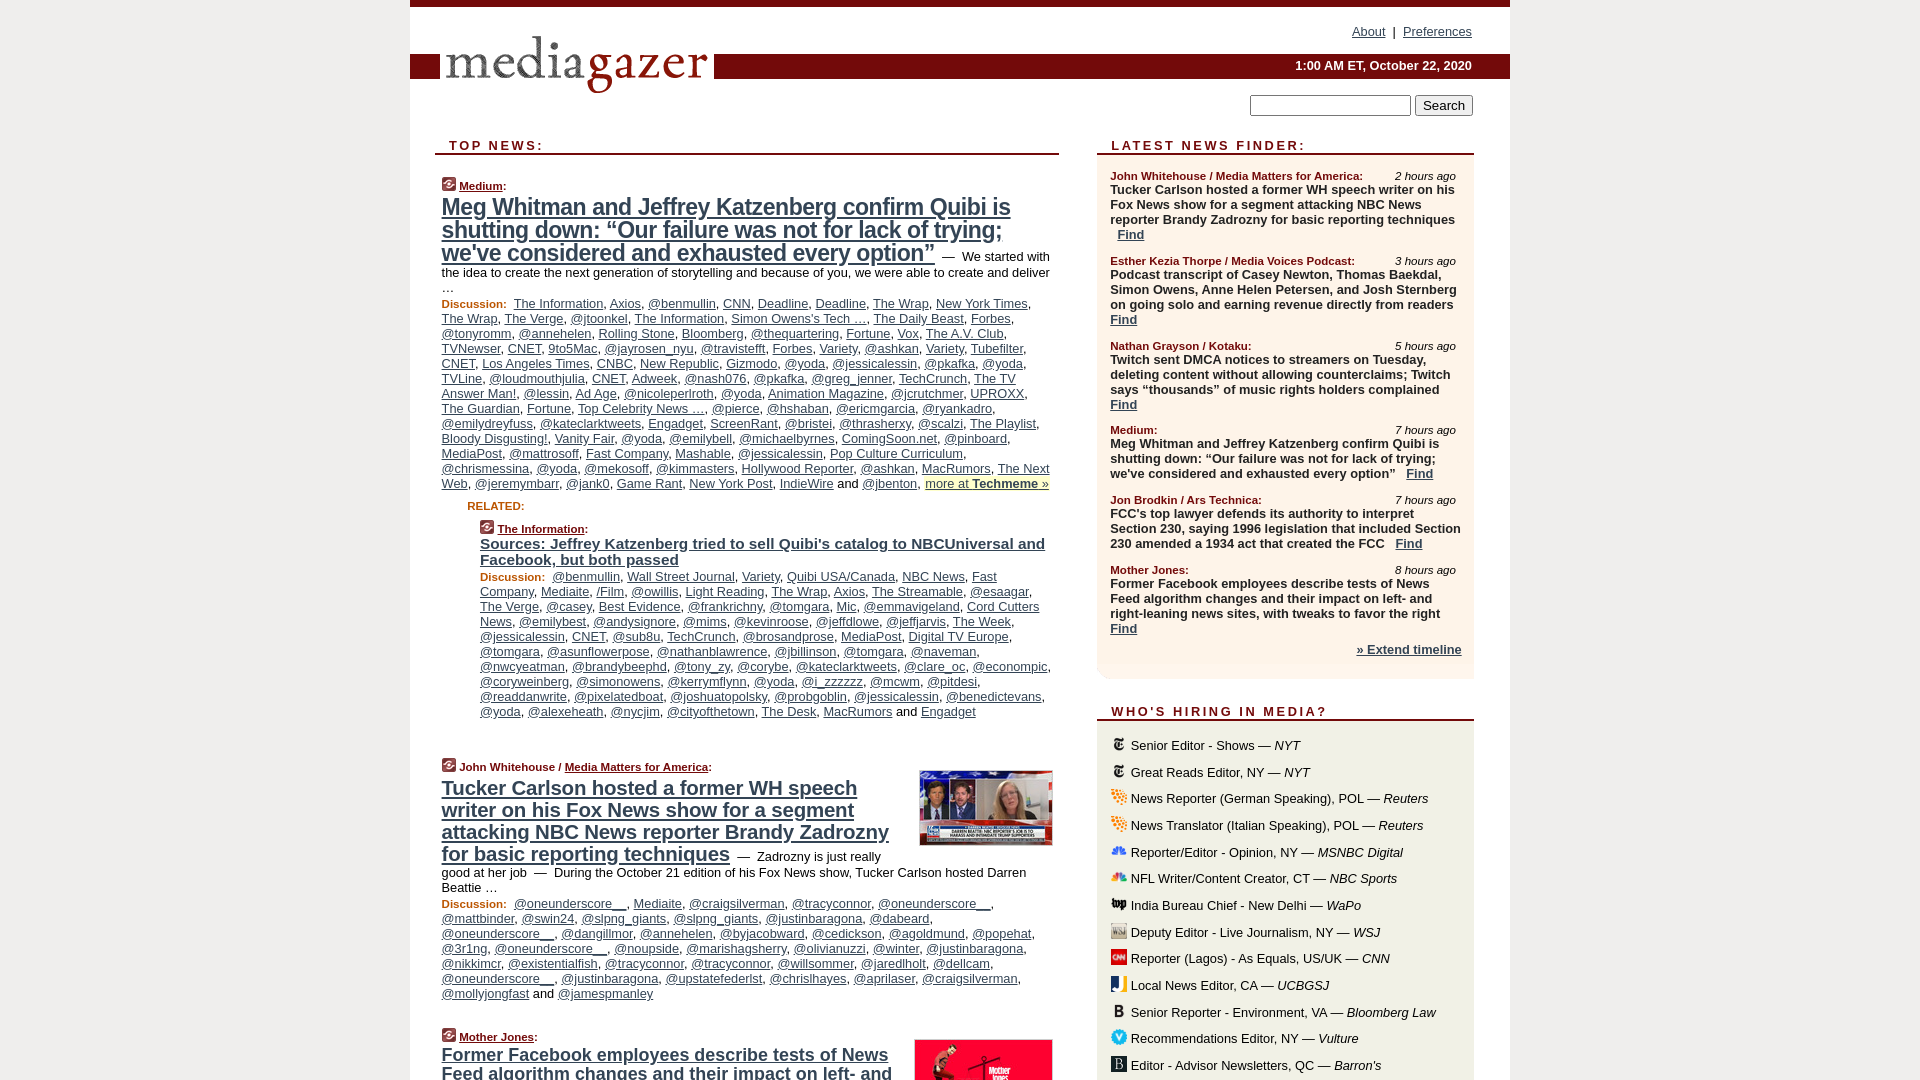 About | Preferences
mediagazer
1:00 AM ET, October 22, 2020
Search
TOP NEWS:
Medium:
Meg Whitman and Jeffrey Katzenberg confirm Quibi is
shutting down: “Our failure was not for lack of trying;
we've considered and exhausted every option” — We started with
the idea to create the next generation of storytelling and because of you, we were able to create and deliver
…
Discussion: The Information, Axios, @benmullin, CNN, Deadline, Deadline, The Wrap, New York Times,
The Wrap, The Verge, @jtoonkel, The Information, Simon Owens's Tech …, The Daily Beast, Forbes,
@tonyromm, @annehelen, Rolling Stone, Bloomberg, @thequartering, Fortune, Vox, The A.V. Club,
TVNewser, CNET, 9to5Mac, @jayrosen_nyu, @travistefft, Forbes, Variety, @ashkan, Variety, Tubefilter,
CNET, Los Angeles Times, CNBC, New Republic, Gizmodo, @yoda, @jessicalessin, @pkafka, @yoda,
TVLine, @loudmouthjulia, CNET, Adweek, @nash076, @pkafka, @greg_jenner, TechCrunch, The TV
Answer Man!, @lessin, Ad Age, @nicoleperlroth, @yoda, Animation Magazine, @jcrutchmer, UPROXX,
The Guardian, Fortune, Top Celebrity News …, @pierce, @hshaban, @ericmgarcia, @ryankadro,
@emilydreyfuss, @kateclarktweets, Engadget, ScreenRant, @bristei, @thrasherxy, @scalzi, The Playlist,
Bloody Disgusting!, Vanity Fair, @yoda, @emilybell, @michaelbyrnes, ComingSoon.net, @pinboard,
MediaPost, @mattrosoff, Fast Company, Mashable, @jessicalessin, Pop Culture Curriculum,
@chrismessina, @yoda, @mekosoff, @kimmasters, Hollywood Reporter, @ashkan, MacRumors, The Next
Web, @jeremymbarr, @jank0, Game Rant, New York Post, IndieWire and @jbenton, more at Techmeme »
RELATED:
The Information:
Sources: Jeffrey Katzenberg tried to sell Quibi's catalog to NBCUniversal and
Facebook, but both passed
Discussion: @benmullin, Wall Street Journal, Variety, Quibi USA/Canada, NBC News, Fast
Company, Mediaite, /Film, @owillis, Light Reading, The Wrap, Axios, The Streamable, @esaagar,
The Verge, @casey, Best Evidence, @frankrichny, @tomgara, Mic, @emmavigeland, Cord Cutters
News, @emilybest, @andysignore, @mims, @kevinroose, @jeffdlowe, @jeffjarvis, The Week,
@jessicalessin, CNET, @sub8u, TechCrunch, @brosandprose, MediaPost, Digital TV Europe,
@tomgara, @asunflowerpose, @nathanblawrence, @jbillinson, @tomgara, @naveman,
@nwcyeatman, @brandybeephd, @tony_zy, @corybe, @kateclarktweets, @clare_oc, @econompic,
@coryweinberg, @simonowens, @kerrymflynn, @yoda, @i_zzzzzz, @mcwm, @pitdesi,
@readdanwrite, @pixelatedboat, @joshuatopolsky, @probgoblin, @jessicalessin, @benedictevans,
@yoda, @alexeheath, @nycjim, @cityofthetown, The Desk, MacRumors and Engadget
John Whitehouse / Media Matters for America:
Tucker Carlson hosted a former WH speech
writer on his Fox News show for a segment
attacking NBC News reporter Brandy Zadrozny
for basic reporting techniques — Zadrozny is just really
good at her job — During the October 21 edition of his Fox News show, Tucker Carlson hosted Darren
Beattie …
DARREN BEATTIE: NBC REPORTER'S JOB IS TO
HARASS AND INTIMIDATE TRUMP SUPPORTERS
Discussion: @oneunderscore__, Mediaite, @craigsilverman, @tracyconnor, @oneunderscore__,
@mattbinder, @swin24, @slpng_giants, @slpng_giants, @justinbaragona, @dabeard,
@oneunderscore__, @dangillmor, @annehelen, @byjacobward, @cedickson, @agoldmund, @popehat,
@3r1ng, @oneunderscore__, @noupside, @marishagsherry, @olivianuzzi, @winter, @justinbaragona,
@nikkimcr, @existentialfish, @tracyconnor, @tracyconnor, @willsommer, @jaredlholt, @dellcam,
@oneunderscore__, @justinbaragona, @upstatefederlst, @chrislhayes, @aprilaser, @craigsilverman,
@mollyjongfast and @jamespmanley
Mother Jones:
Former Facebook employees describe tests of News
Feed algorithm changes and their impact on left- and
Mother
Jones
LATEST NEWS FINDER:
John Whitehouse / Media Matters for America: 2 hours ago
Tucker Carlson hosted a former WH speech writer on his
Fox News show for a segment attacking NBC News
reporter Brandy Zadrozny for basic reporting techniques
Find
Esther Kezia Thorpe / Media Voices Podcast: 3 hours ago
Podcast transcript of Casey Newton, Thomas Baekdal,
Simon Owens, Anne Helen Petersen, and Josh Sternberg
on going solo and earning revenue directly from readers
Find
Nathan Grayson / Kotaku: 5 hours ago
Twitch sent DMCA notices to streamers on Tuesday,
deleting content without allowing counterclaims; Twitch
says “thousands” of music rights holders complained
Find
Medium: 7 hours ago
Meg Whitman and Jeffrey Katzenberg confirm Quibi is
shutting down: “Our failure was not for lack of trying;
we've considered and exhausted every option” Find
Jon Brodkin / Ars Technica: 7 hours ago
FCC's top lawyer defends its authority to interpret
Section 230, saying 1996 legislation that included Section
230 amended a 1934 act that created the FCC Find
Mother Jones: 8 hours ago
Former Facebook employees describe tests of News
Feed algorithm changes and their impact on left- and
right-leaning news sites, with tweaks to favor the right
Find
» Extend timeline
WHO'S HIRING IN MEDIA?
Senior Editor - Shows — NYT
Great Reads Editor, NY — NYT
News Reporter (German Speaking), POL — Reuters
News Translator (Italian Speaking), POL — Reuters
Reporter/Editor - Opinion, NY — MSNBC Digital
NFL Writer/Content Creator, CT — NBC Sports
India Bureau Chief - New Delhi — WaPo
Deputy Editor - Live Journalism, NY — WSJ
Reporter (Lagos) - As Equals, US/UK — CNN
Local News Editor, CA — UCBGSJ
Senior Reporter - Environment, VA — Bloomberg Law
Recommendations Editor, NY — Vulture
Editor - Advisor Newsletters, QC — Barron's